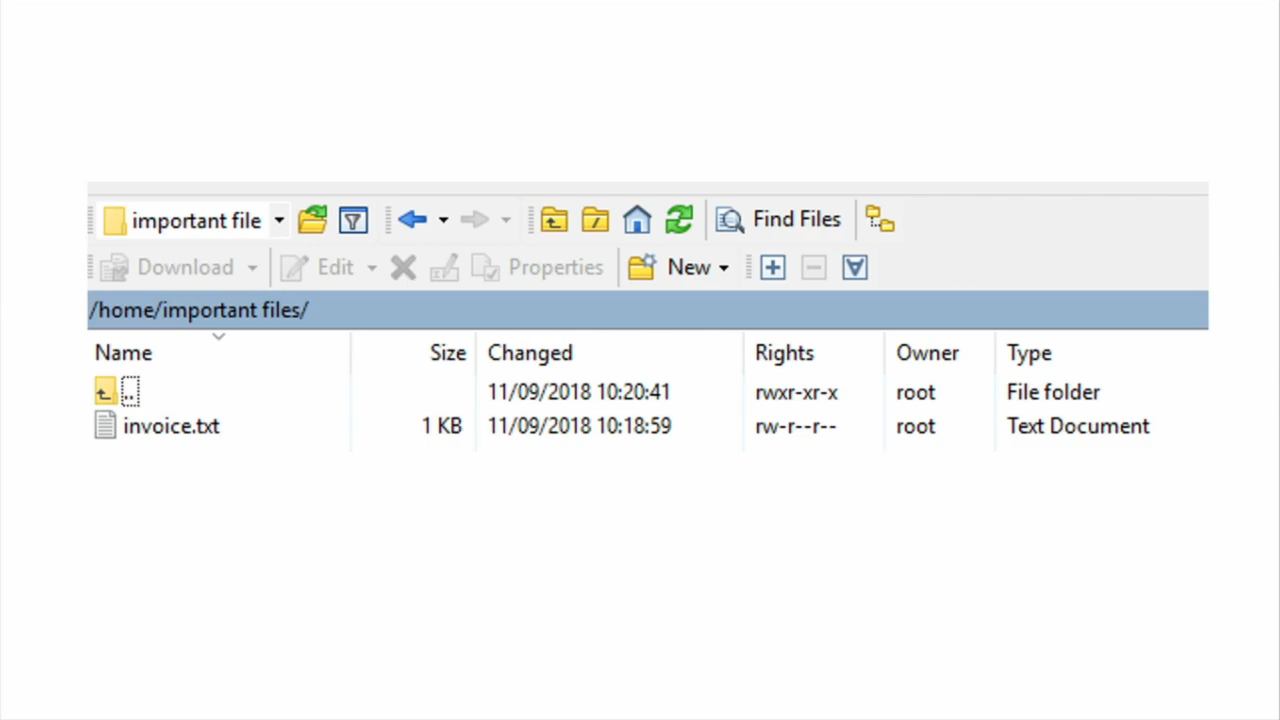 important file Find Files
Download Edit Properties New
/home/important files/
Name Size Changed Rights Owner Type
.. 11/09/2018 10:20:41 rwxr-xr-x root File folder
invoice.txt 1 KB 11/09/2018 10:18:59 rw-r--r-- root Text Document